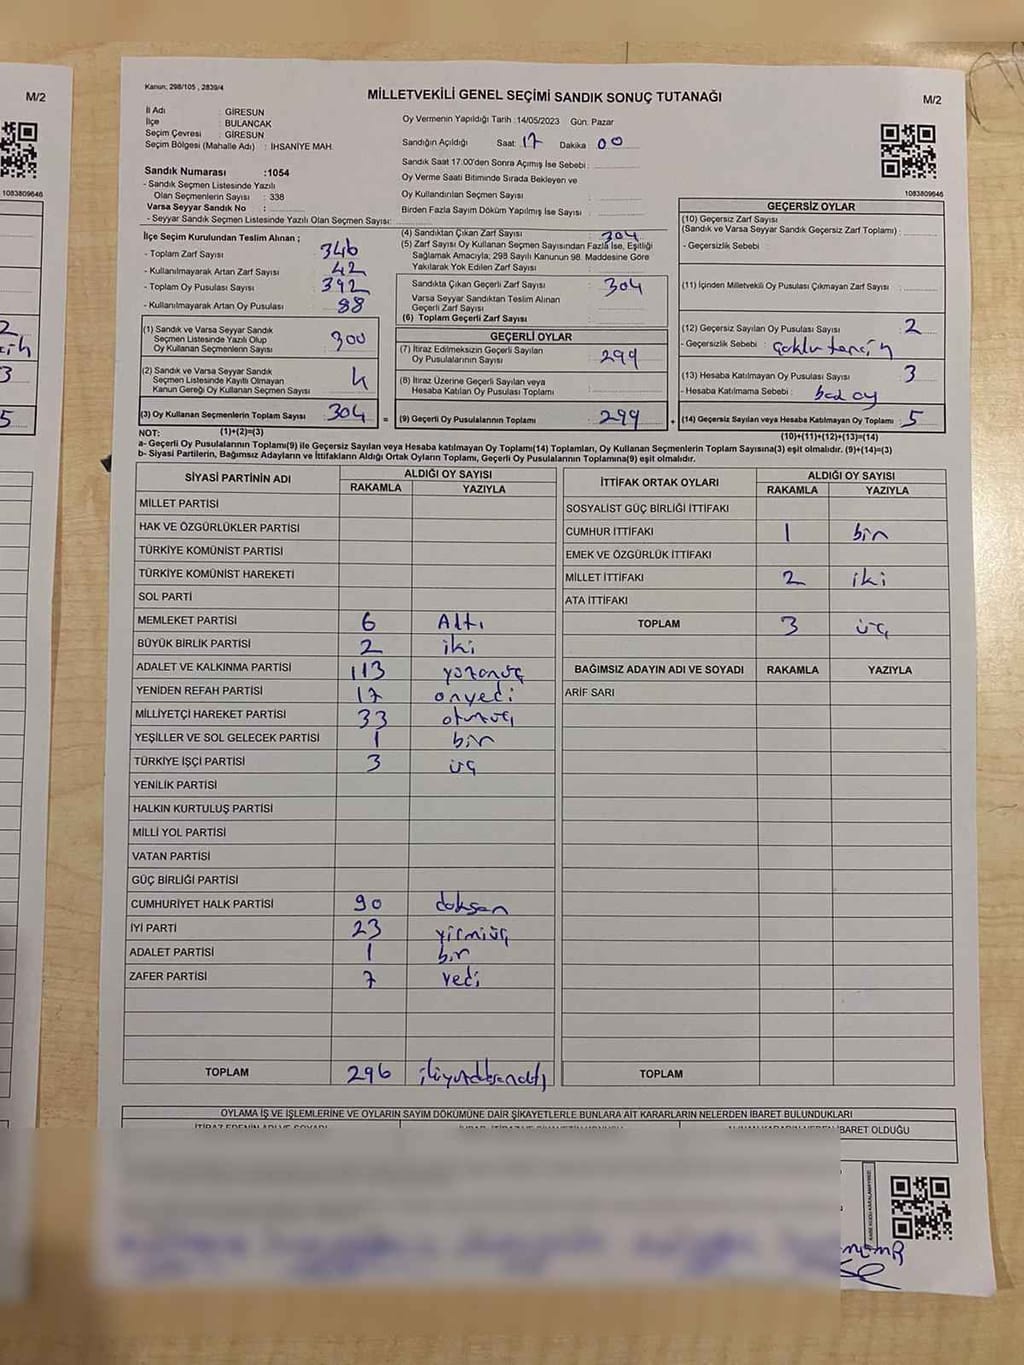 M/2
1083809646
Kanun, 298/105 , 2839/4
MİLLETVEKİLİ GENEL SEÇİMİ SANDIK SONUÇ TUTANAĞI
M/2
İl Adı : GİRESUN
İlçe : BULANCAK
Seçim Çevresi : GİRESUN
Seçim Bölgesi (Mahalle Adı) : İHSANİYE MAH.
Oy Vermenin Yapıldığı Tarih : 14/05/2023 Gün: Pazar
Sandığın Açıldığı Saat: 17 Dakika 00
Sandık Saat 17:00'den Sonra Açımış İse Sebebi :
Oy Verme Saati Bitiminde Sırada Bekleyen ve
Oy Kullandırılan Seçmen Sayısı :
Birden Fazla Sayım Döküm Yapılmış İse Sayısı :
1083809646
Sandık Numarası :1054
- Sandık Seçmen Listesinde Yazılı
Olan Seçmenlerin Sayısı : 338
Varsa Seyyar Sandık No :
- Seyyar Sandık Seçmen Listesinde Yazılı Olan Seçmen Sayısı:
İlçe Seçim Kurulundan Teslim Alınan ;
- Toplam Zarf Sayısı : 346
- Kullanılmayarak Artan Zarf Sayısı : 42
- Toplam Oy Pusulası Sayısı : 392
- Kullanılmayarak Artan Oy Pusulası : 88
(4) Sandıktan Çıkan Zarf Sayısı : 304
(5) Zarf Sayısı Oy Kullanan Seçmen Sayısından Fazla İse, Eşitliği
Sağlamak Amacıyla; 298 Sayılı Kanunun 98. Maddesine Göre
Yakılarak Yok Edilen Zarf Sayısı :
Sandıkta Çıkan Geçerli Zarf Sayısı : 304
Varsa Seyyar Sandıktan Teslim Alınan
Geçerli Zarf Sayısı :
(6) Toplam Geçerli Zarf Sayısı :
GEÇERSİZ OYLAR
(10) Geçersiz Zarf Sayısı
(Sandık ve Varsa Seyyar Sandık Geçersiz Zarf Toplamı) :
- Geçersizlik Sebebi :
(11) İçinden Milletvekili Oy Pusulası Çıkmayan Zarf Sayısı :
(12) Geçersiz Sayılan Oy Pusulası Sayısı : 2
- Geçersizlik Sebebi :
(13) Hesaba Katılmayan Oy Pusulası Sayısı : 3
- Hesaba Katılmama Sebebi : boş oy
(14) Geçersiz Sayılan veya Hesaba Katılmayan Oy Toplamı : 5
(10)+(11)+(12)+(13)=(14)
(1) Sandık ve Varsa Seyyar Sandık
Seçmen Listesinde Yazılı Olup
Oy Kullanan Seçmenlerin Sayısı : 300
(2) Sandık ve Varsa Seyyar Sandık
Seçmen Listesinde Kayıtlı Olmayan
Kanun Gereği Oy Kullanan Seçmen Sayısı : 4
(3) Oy Kullanan Seçmenlerin Toplam Sayısı : 304 =
(1)+(2)=(3)
GEÇERLİ OYLAR
(7) İtiraz Edilmeksizin Geçerli Sayılan
Oy Pusulalarının Sayısı : 299
(8) İtiraz Üzerine Geçerli Sayılan veya
Hesaba Katılan Oy Pusulası Toplamı :
(9) Geçerli Oy Pusulalarının Toplamı : 299 +
NOT:
a- Geçerli Oy Pusulalarının Toplamı(9) ile Geçersiz Sayılan veya Hesaba katılmayan Oy Toplamı(14) Toplamları, Oy Kullanan Seçmenlerin Toplam Sayısına(3) eşit olmalıdır. (9)+(14)=(3)
b- Siyasi Partilerin, Bağımsız Adayların ve İttifakların Aldığı Ortak Oyların Toplamı, Geçerli Oy Pusulalarının Toplamına(9) eşit olmalıdır.
SİYASİ PARTİNİN ADI ALDIĞI OY SAYISI
RAKAMLA YAZIYLA
MİLLET PARTİSİ
HAK VE ÖZGÜRLÜKLER PARTİSİ
TÜRKİYE KOMÜNİST PARTİSİ
TÜRKİYE KOMÜNİST HAREKETİ
SOL PARTİ
MEMLEKET PARTİSİ 6 Altı
BÜYÜK BİRLİK PARTİSİ 2 iki
ADALET VE KALKINMA PARTİSİ 113 yüzonüç
YENİDEN REFAH PARTİSİ 17 onyedi
MİLLİYETÇİ HAREKET PARTİSİ 33 otuzüç
YEŞİLLER VE SOL GELECEK PARTİSİ 1 bir
TÜRKİYE İŞÇİ PARTİSİ 3 üç
YENİLİK PARTİSİ
HALKIN KURTULUŞ PARTİSİ
MİLLİ YOL PARTİSİ
VATAN PARTİSİ
GÜÇ BİRLİĞİ PARTİSİ
CUMHURİYET HALK PARTİSİ 90 doksan
İYİ PARTİ 23 yirmiüç
ADALET PARTİSİ 1 bir
ZAFER PARTİSİ 7 yedi
TOPLAM 296 ikiyüzdoksanaltı
İTTİFAK ORTAK OYLARI ALDIĞI OY SAYISI
RAKAMLA YAZIYLA
SOSYALİST GÜÇ BİRLİĞİ İTTİFAKI
CUMHUR İTTİFAKI 1 bir
EMEK VE ÖZGÜRLÜK İTTİFAKI
MİLLET İTTİFAKI 2 iki
ATA İTTİFAKI
TOPLAM 3 üç
BAĞIMSIZ ADAYIN ADI VE SOYADI RAKAMLA YAZIYLA
ARİF SARI
TOPLAM
OYLAMA İŞ VE İŞLEMLERİNE VE OYLARIN SAYIM DÖKÜMÜNE DAİR ŞİKAYETLERLE BUNLARA AİT KARARLARIN NELERDEN İBARET BULUNDUKLARI
İBARET OLDUĞU